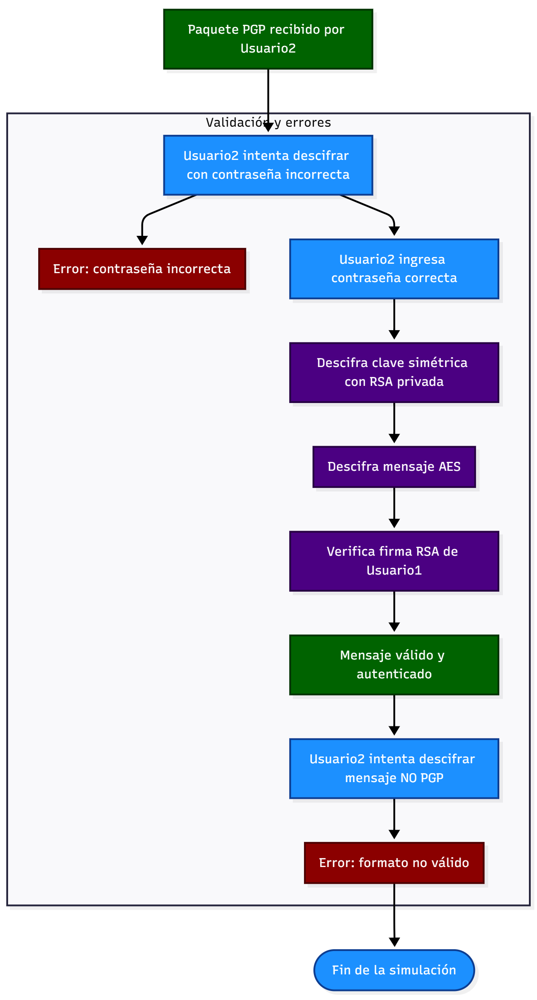 Paquete PGP recibido por
Usuario2
Validación y errores
Usuario2 intenta descifrar
con contraseña incorrecta
Error: contraseña incorrecta
Usuario2 ingresa
contraseña correcta
Descifra clave simétrica
con RSA privada
Descifra mensaje AES
Verifica firma RSA de
Usuario1
Mensaje válido y
autenticado
Usuario2 intenta descifrar
mensaje NO PGP
Error: formato no válido
Fin de la simulación